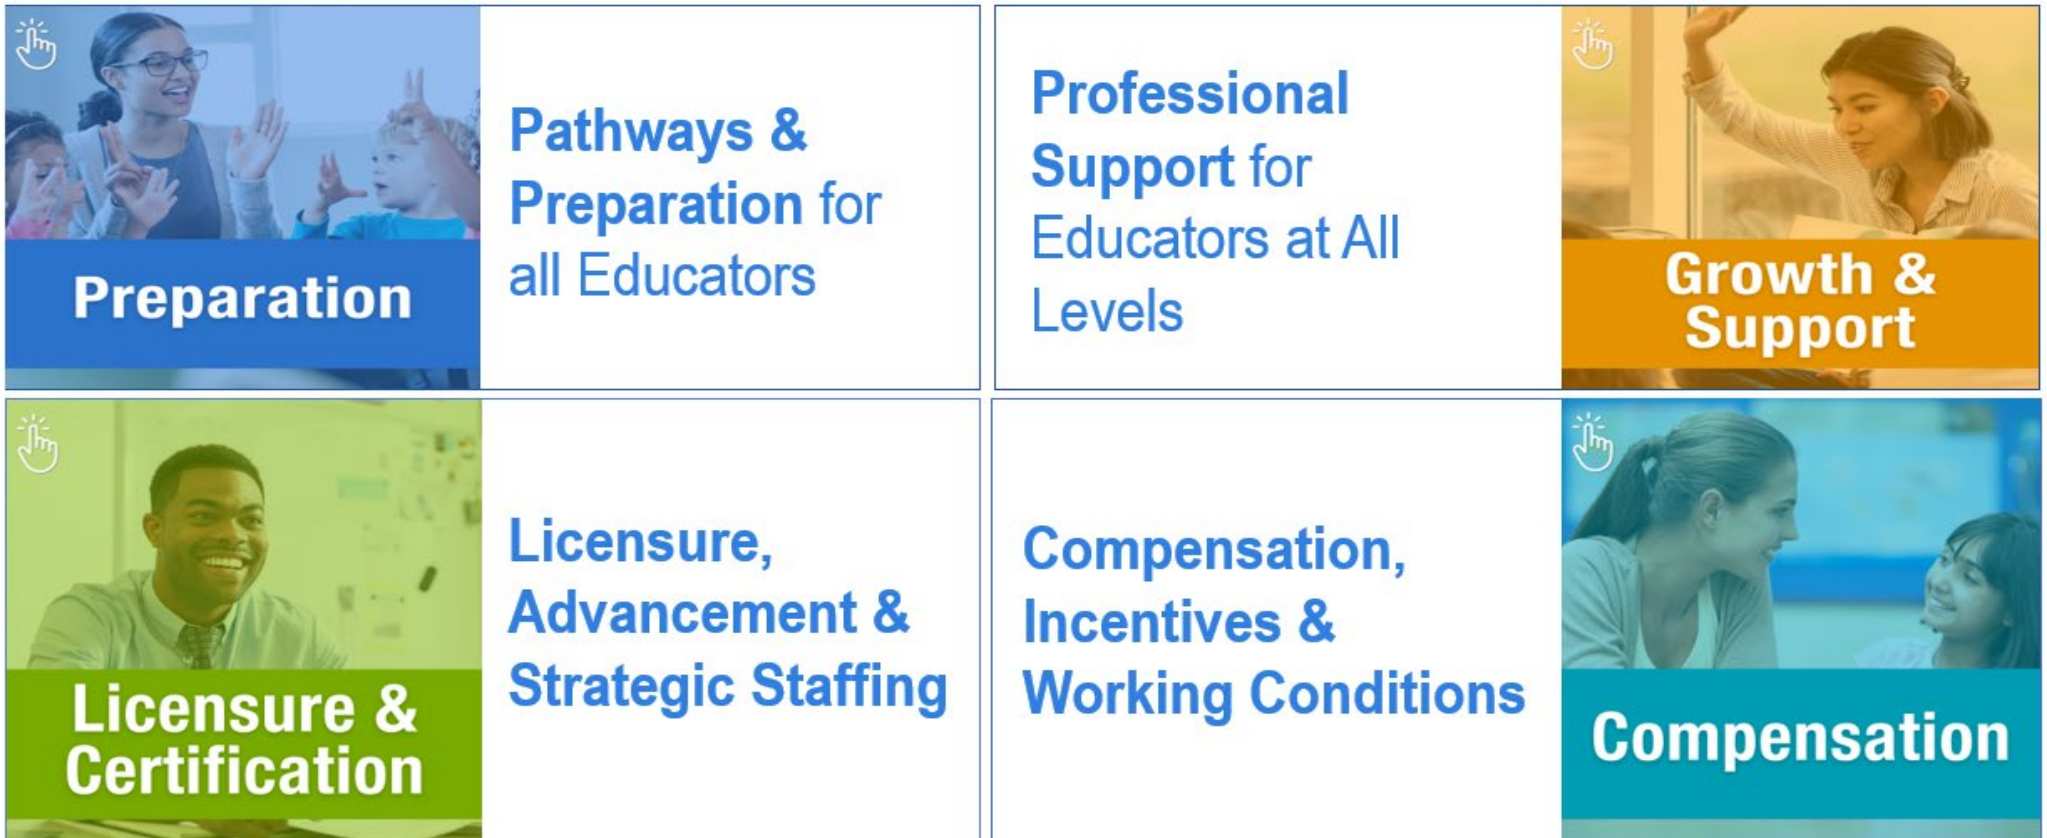 Preparation
Pathways &
Preparation for
all Educators
Professional
Support for
Educators at All
Levels
Growth &
Support
Licensure &
Certification
Licensure,
Advancement &
Strategic Staffing
Compensation,
Incentives &
Working Conditions
Compensation